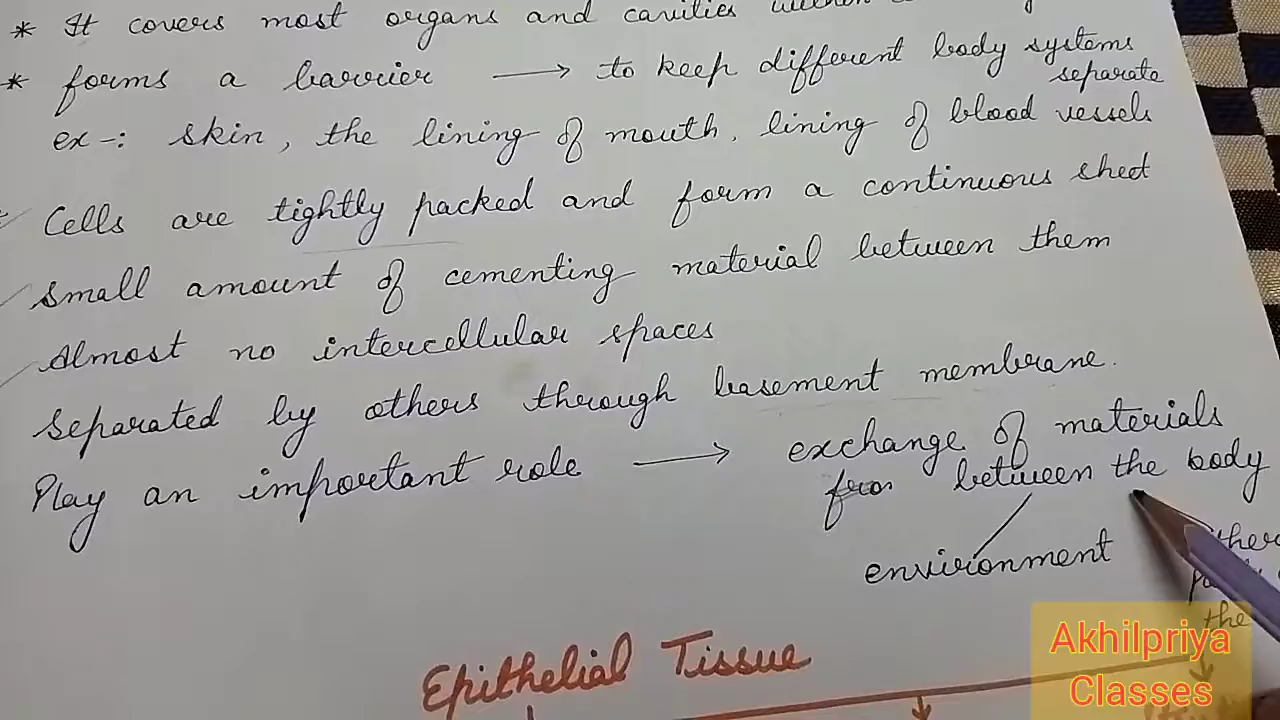 * It covers most organs and cavities within
* forms a barrier → to keep different body systems separate
ex -: skin, the lining of mouth, lining of blood vessels
Cells are tightly packed and form a continuous sheet
Small amount of cementing material between them
Almost no intercellular spaces
Separated by others through basement membrane.
Play an important role → exchange of materials
between the body
environment
the
Epithelial Tissue
Akhilpriya
Classes